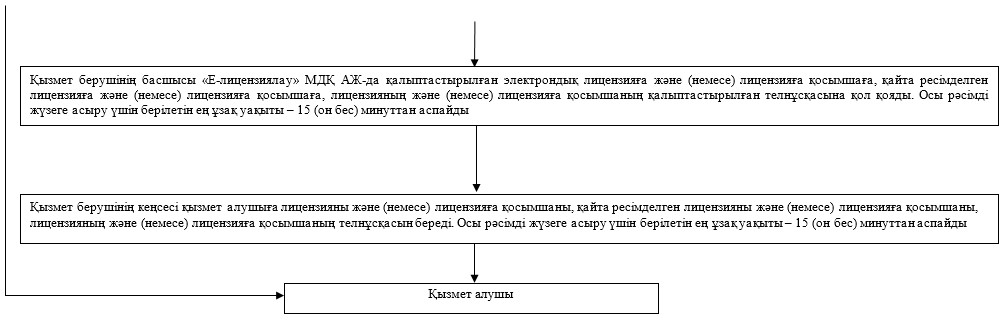 Қызмет берушінің басшысы «Е-лицензиялау» МДҚ АЖ-да қалыптастырылған электрондық лицензияға және (немесе) лицензияға қосымшаға, қайта ресімделген
лицензияға және (немесе) лицензияға қосымшаға, лицензияның және (немесе) лицензияға қосымшаның қалыптастырылған телнұсқасына қол қояды. Осы рәсімді
жүзеге асыру үшін берілетін ең ұзақ уақыты – 15 (он бес) минуттан аспайды
Қызмет берушінің кеңсесі қызмет алушыға лицензияны және (немесе) лицензияға қосымшаны, қайта ресімделген лицензияны және (немесе) лицензияға қосымшаны,
лицензияның және (немесе) лицензияға қосымшаның телнұсқасын береді. Осы рәсімді жүзеге асыру үшін берілетін ең ұзақ уақыты – 15 (он бес) минуттан аспайды
Қызмет алушы